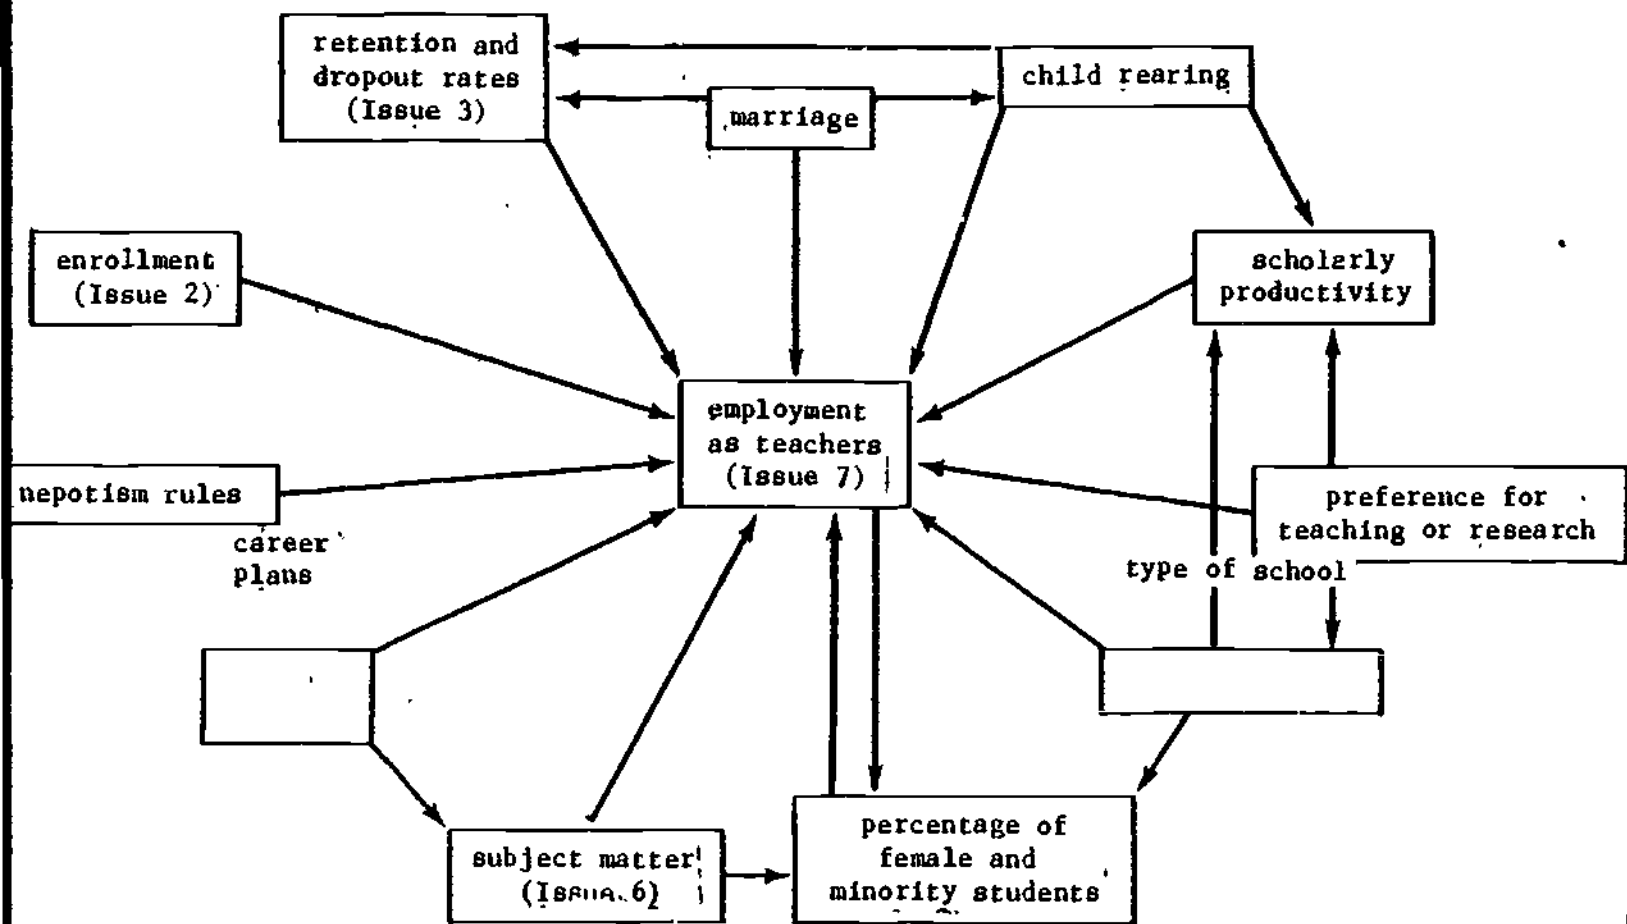 retention and
dropout rates
(Issue 3)
child rearing
marriage
enrollment
(Issue 2)
scholarly
productivity
employment
as teachers
(Issue 7)
nepotism rules
preference for
teaching or research
career
plans
type of school
subject matter
(Issue 6)
percentage of
female and
minority students